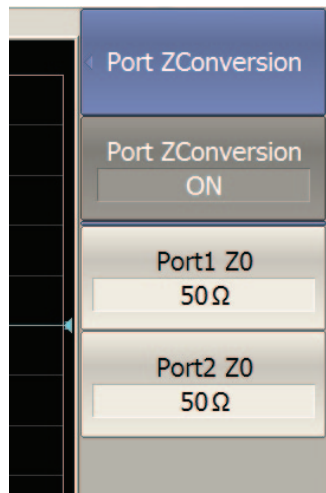 Port ZConversion
Port ZConversion
ON
Port1 Z0
50Ω
Port2 Z0
50Ω